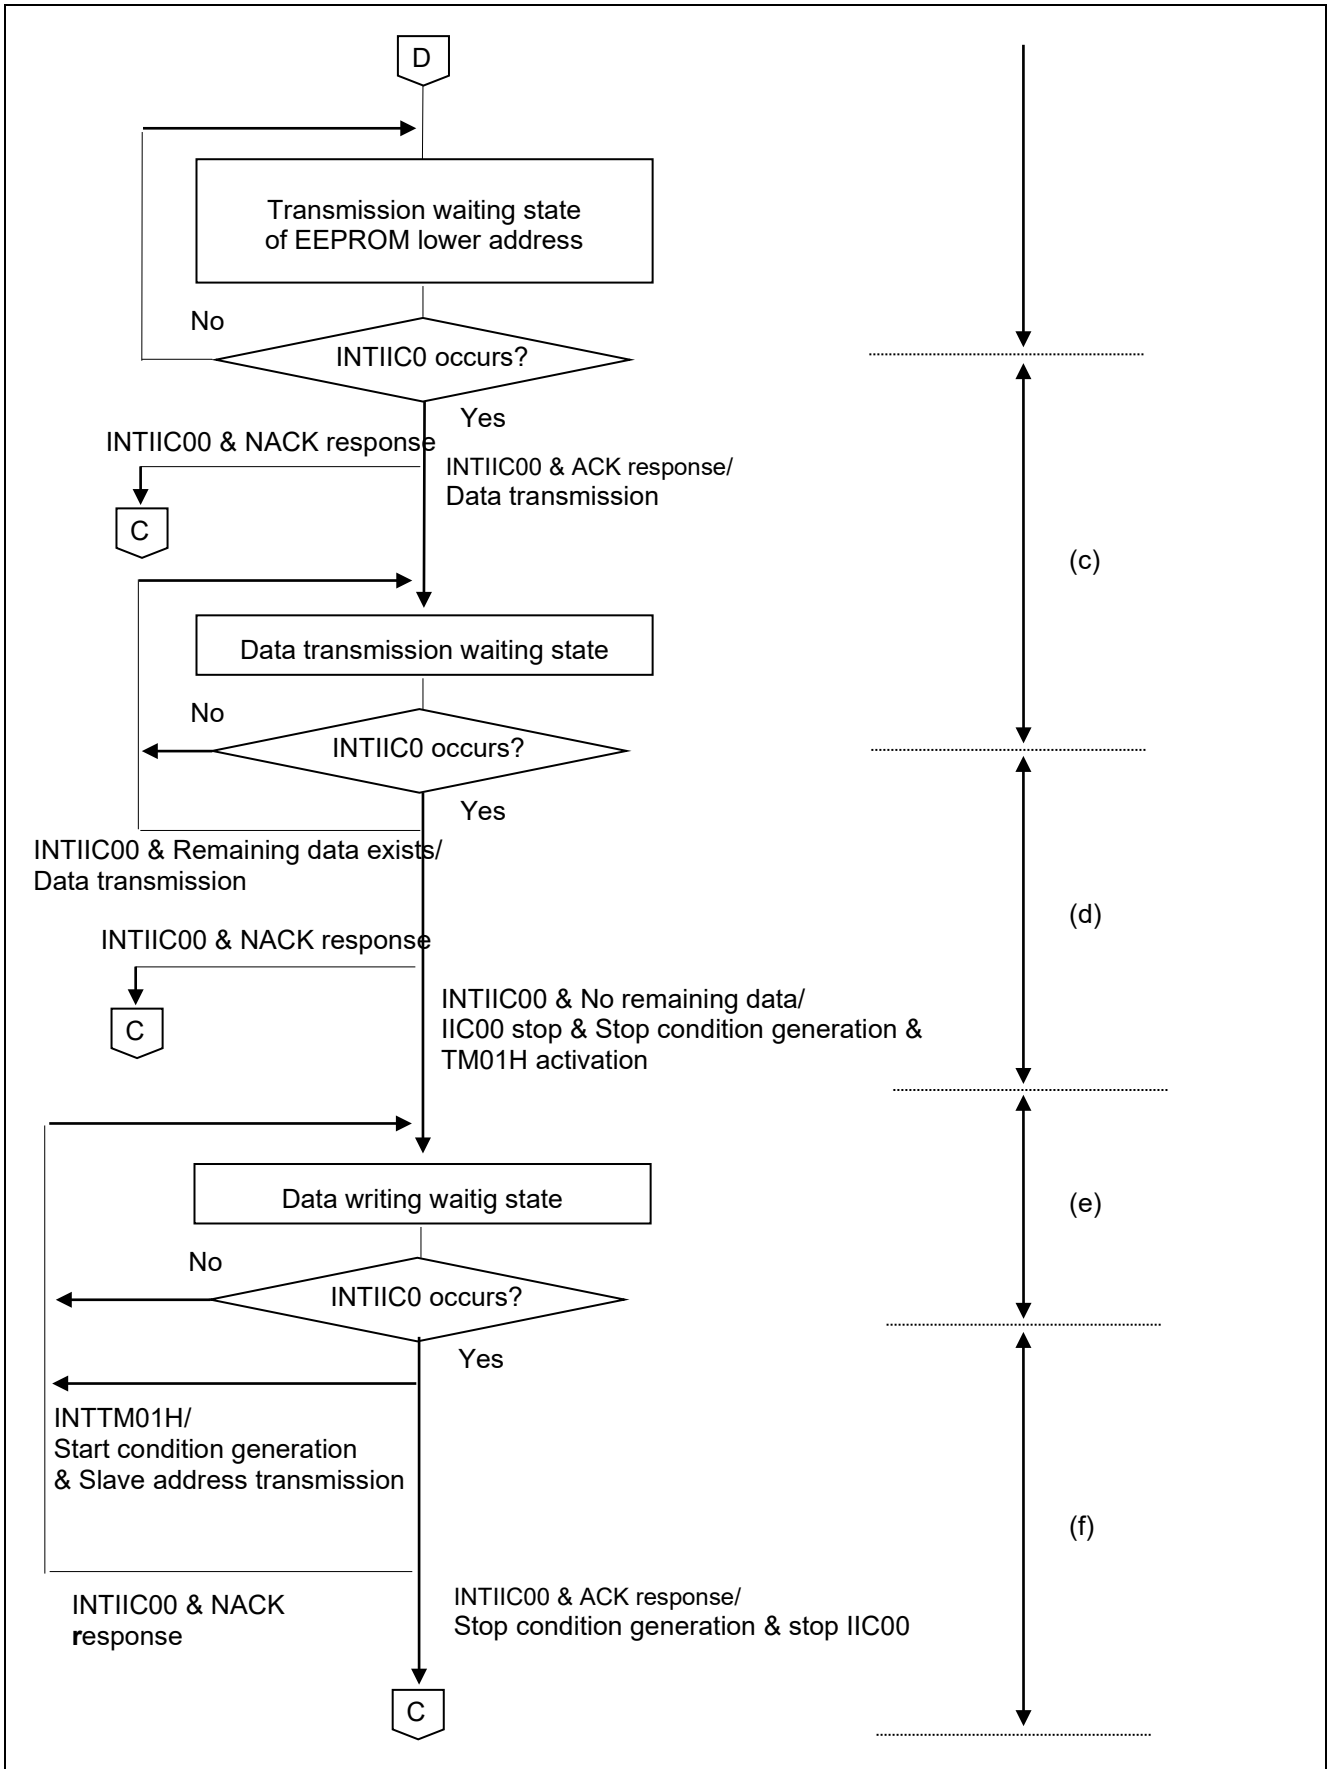 D
Transmission waiting state
of EEPROM lower address
No
INTIIC0 occurs?
Yes
INTIIC00 & NACK response
INTIIC00 & ACK response/
Data transmission
C
(c)
Data transmission waiting state
No
INTIIC0 occurs?
Yes
INTIIC00 & Remaining data exists/
Data transmission
(d)
INTIIC00 & NACK response
INTIIC00 & No remaining data/
IIC00 stop & Stop condition generation &
TM01H activation
C
Data writing waitig state
(e)
No
INTIIC0 occurs?
Yes
INTTM01H/
Start condition generation
& Slave address transmission
(f)
INTIIC00 & NACK
response
INTIIC00 & ACK response/
Stop condition generation & stop IIC00
C